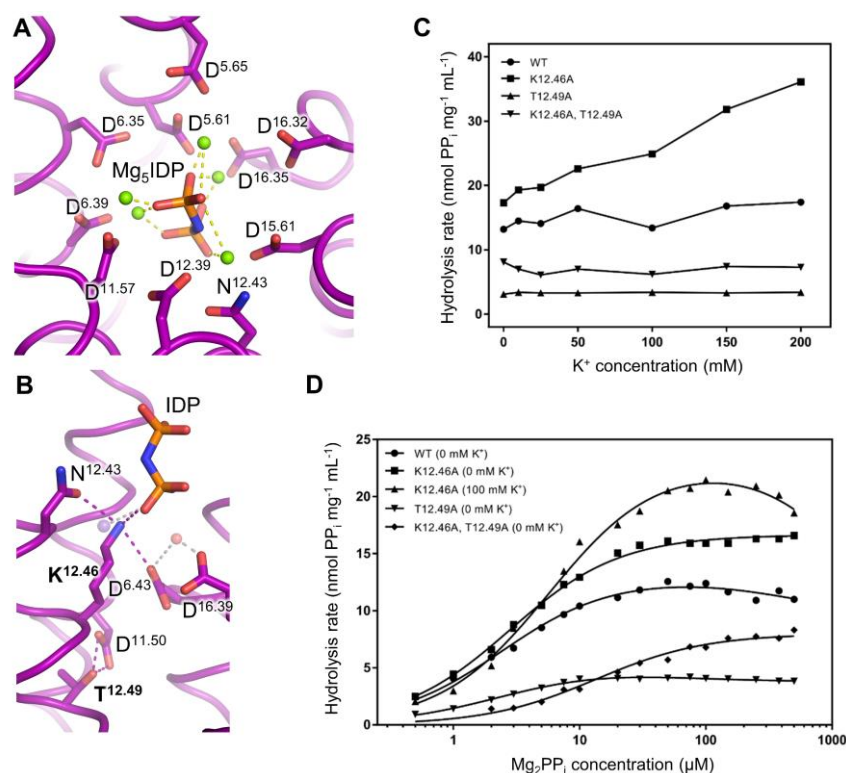 A
D5.65
D6.35
D5.61
D16.32
Mg5IDP
D16.35
D6.39
D15.61
D12.39
N12.43
D11.57
B
IDP
N12.43
K12.46
D6.43
D16.39
D11.50
T12.49
C
Hydrolysis rate (nmol PPi mg-1 mL-1)
40
30
20
10
0
WT
K12.46A
T12.49A
K12.46A, T12.49A
0 50 100 150 200
K+ concentration (mM)
D
Hydrolysis rate (nmol PPi mg-1 mL-1)
25
20
15
10
5
0
WT (0 mM K+)
K12.46A (0 mM K+)
K12.46A (100 mM K+)
T12.49A (0 mM K+)
K12.46A, T12.49A (0 mM K+)
1 10 100 1000
Mg2PPi concentration (µM)